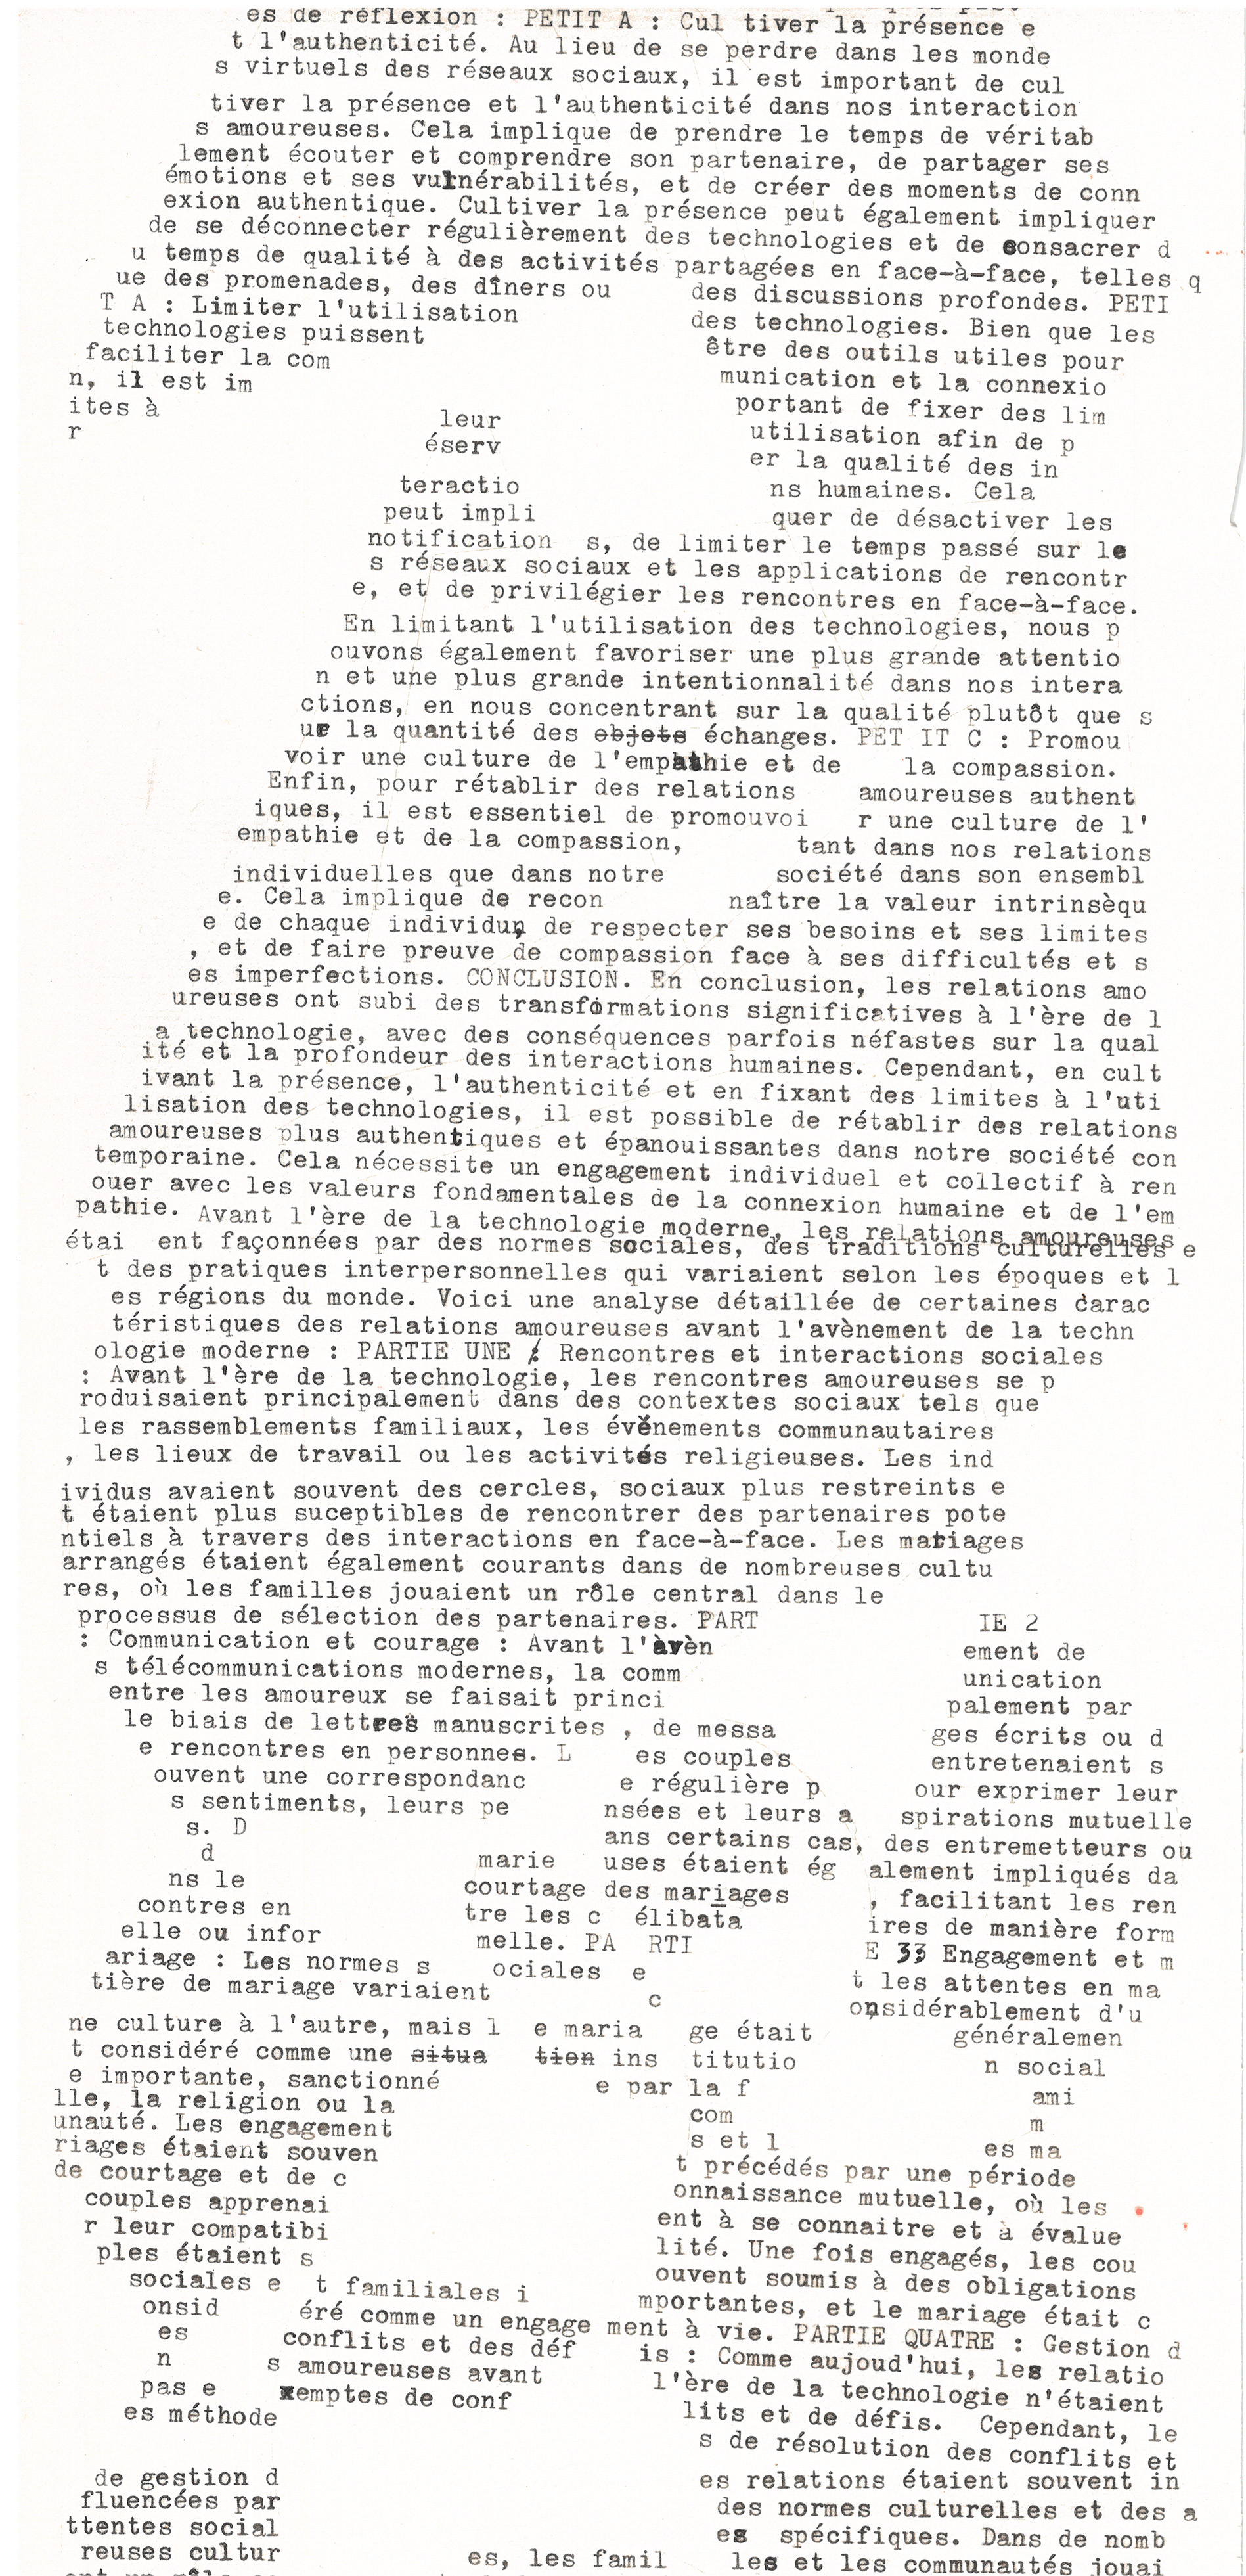 es de réflexion : PETIT A : Cul tiver la présence e
t l'authenticité. Au lieu de se perdre dans les monde
s virtuels des réseaux sociaux, il est important de cul
tiver la présence et l'authenticité dans nos interaction
s amoureuses. Cela implique de prendre le temps de véritab
lement écouter et comprendre son partenaire, de partager ses
émotions et ses vulnérabilités, et de créer des moments de conn
exion authentique. Cultiver la présence peut également impliquer
de se déconnecter régulièrement des technologies et de consacrer d
u temps de qualité à des activités partagées en face-à-face, telles q
ue des promenades, des dîners ou des discussions profondes. PETI
T A : Limiter l'utilisation des technologies. Bien que les
technologies puissent être des outils utiles pour
faciliter la com munication et la connexio
n, il est im portant de fixer des lim
ites à leur utilisation afin de p
r éserv er la qualité des in
teractio ns humaines. Cela
peut impli quer de désactiver les
notification s, de limiter le temps passé sur le
s réseaux sociaux et les applications de rencontr
e, et de privilégier les rencontres en face-à-face.
En limitant l'utilisation des technologies, nous p
ouvons également favoriser une plus grande attentio
n et une plus grande intentionnalité dans nos intera
ctions, en nous concentrant sur la qualité plutôt que s
ur la quantité des objets échanges. PET IT C : Promou
voir une culture de l'empathie et de la compassion.
Enfin, pour rétablir des relations amoureuses authent
iques, il est essentiel de promouvoi r une culture de l'
empathie et de la compassion, tant dans nos relations
individuelles que dans notre société dans son ensembl
e. Cela implique de recon naître la valeur intrinsèqu
e de chaque individu, de respecter ses besoins et ses limites
, et de faire preuve de compassion face à ses difficultés et s
es imperfections. CONCLUSION. En conclusion, les relations amo
ureuses ont subi des transformations significatives à l'ère de l
a technologie, avec des conséquences parfois néfastes sur la qual
ité et la profondeur des interactions humaines. Cependant, en cult
ivant la présence, l'authenticité et en fixant des limites à l'uti
lisation des technologies, il est possible de rétablir des relations
amoureuses plus authentiques et épanouissantes dans notre société con
temporaine. Cela nécessite un engagement individuel et collectif à ren
ouer avec les valeurs fondamentales de la connexion humaine et de l'em
pathie. Avant l'ère de la technologie moderne, les relations amoureuses
étai ent façonnées par des normes sociales, des traditions culturelles e
t des pratiques interpersonnelles qui variaient selon les époques et l
es régions du monde. Voici une analyse détaillée de certaines carac
téristiques des relations amoureuses avant l'avènement de la techn
ologie moderne : PARTIE UNE : Rencontres et interactions sociales
: Avant l'ère de la technologie, les rencontres amoureuses se p
roduisaient principalement dans des contextes sociaux tels que
les rassemblements familiaux, les événements communautaires
, les lieux de travail ou les activités religieuses. Les ind
ividus avaient souvent des cercles, sociaux plus restreints e
t étaient plus suceptibles de rencontrer des partenaires pote
ntiels à travers des interactions en face-à-face. Les mariages
arrangés étaient également courants dans de nombreuses cultu
res, où les familles jouaient un rôle central dans le
processus de sélection des partenaires. PART IE 2
: Communication et courage : Avant l'avèn ement de
s télécommunications modernes, la comm unication
entre les amoureux se faisait princi palement par
le biais de lettres manuscrites , de messa ges écrits ou d
e rencontres en personnes. L es couples entretenaient s
ouvent une correspondanc e régulière p our exprimer leur
s sentiments, leurs pe nsées et leurs a spirations mutuelle
s. D ans certains cas, des entremetteurs ou
d marie uses étaient ég alement impliqués da
ns le courtage des mariages , facilitant les ren
contres en tre les c élibata ires de manière form
elle ou infor melle. PA RTI E 33 Engagement et m
ariage : Les normes s ociales e t les attentes en ma
tière de mariage variaient c onsidérablement d'u
ne culture à l'autre, mais l e maria ge était généralemen
t considéré comme une situa tion ins titutio n social
e importante, sanctionné e par la f ami
lle, la religion ou la com m
unauté. Les engagement s et l es ma
riages étaient souven t précédés par une période
de courtage et de c onnaissance mutuelle, où les
couples apprenai ent à se connaitre et à évalue
r leur compatibi lité. Une fois engagés, les cou
ples étaient s ouvent soumis à des obligations
sociales e t familiales i mportantes, et le mariage était c
onsid éré comme un engage ment à vie. PARTIE QUATRE : Gestion d
es conflits et des déf is : Comme aujourd'hui, les relatio
n s amoureuses avant l'ère de la technologie n'étaient
pas e xemptes de conf lits et de défis. Cependant, le
es méthode s de résolution des conflits et
de gestion d es relations étaient souvent in
fluencées par des normes culturelles et des a
ttentes social es spécifiques. Dans de nomb
reuses cultur es, les famil les et les communautés jouai